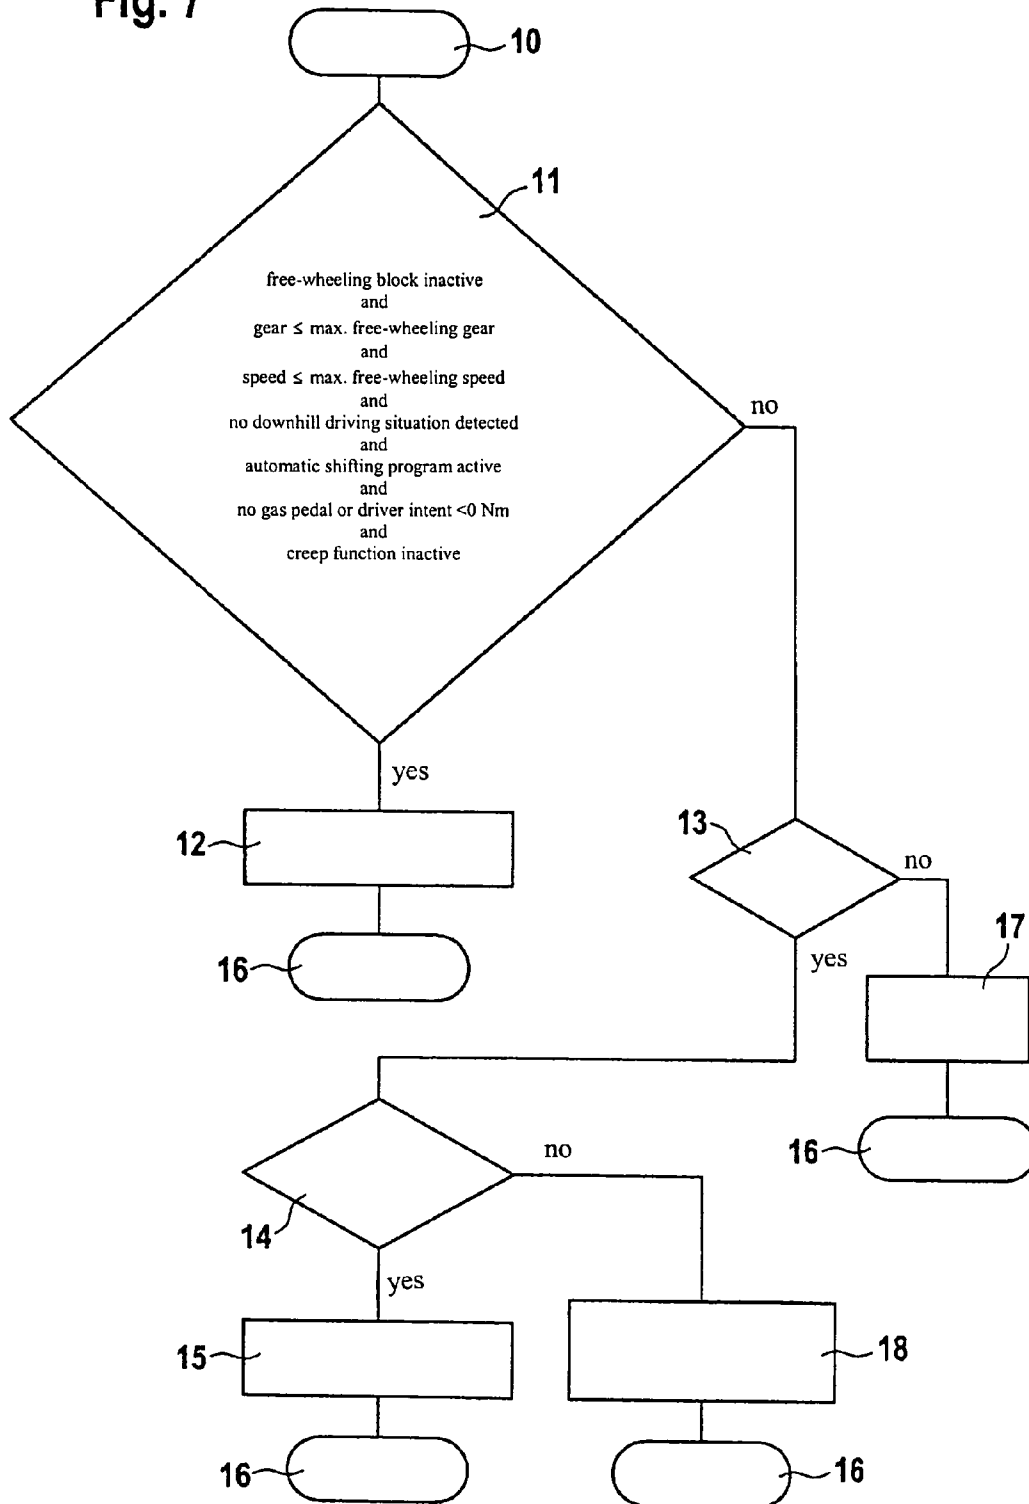 Fig. 7
10
11
free-wheeling block inactive
and
gear ≤ max. free-wheeling gear
and
speed ≤ max. free-wheeling speed
and
no downhill driving situation detected
and
automatic shifting program active
and
no gas pedal or driver intent <0 Nm
and
creep function inactive
no
yes
12
13
no
17
16
yes
16
no
14
yes
15
18
16
16